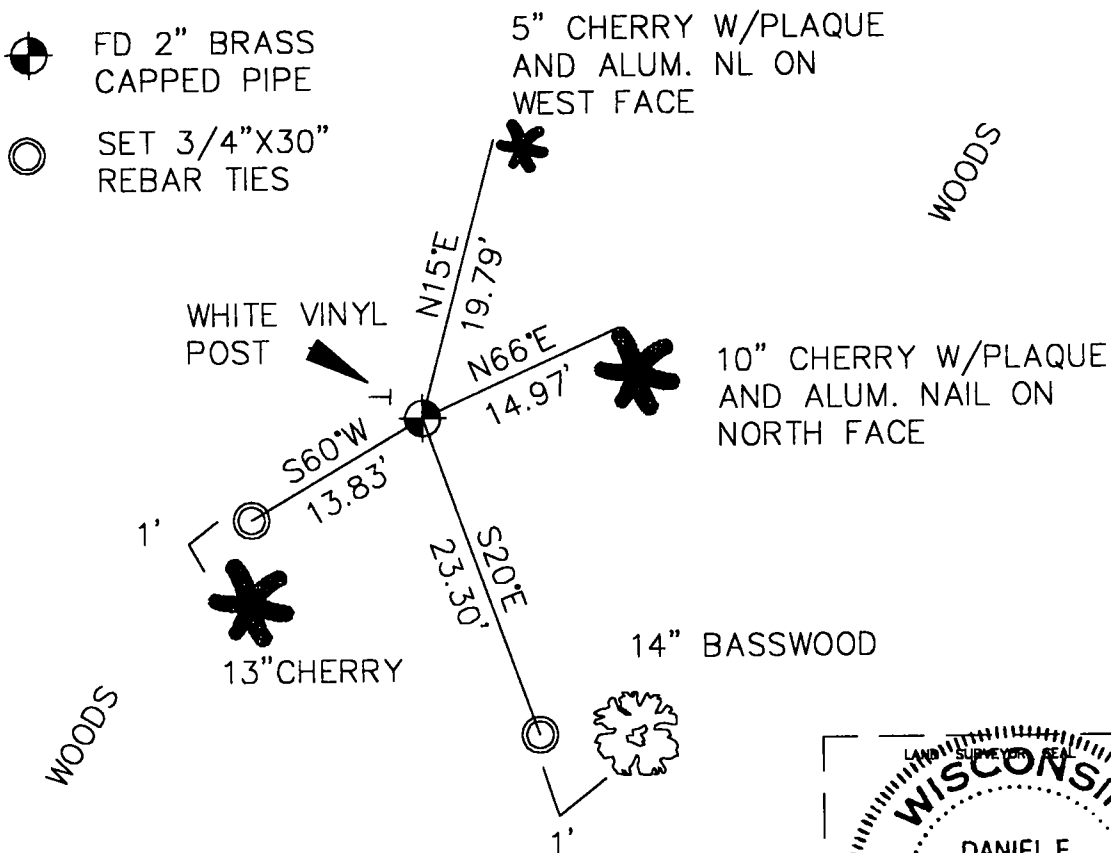 FD 2" BRASS
CAPPED PIPE
SET 3/4"X30"
REBAR TIES
5" CHERRY W/PLAQUE
AND ALUM. NL ON
WEST FACE
WOODS
N15°E
19.79'
WHITE VINYL
POST
N66°E
14.97'
10" CHERRY W/PLAQUE
AND ALUM. NAIL ON
NORTH FACE
S60°W
13.83'
1'
13"CHERRY
S20°E
23.30'
14" BASSWOOD
1'
WOODS
LAND SURVEYOR SEAL
WISCONSI
DANIEL E